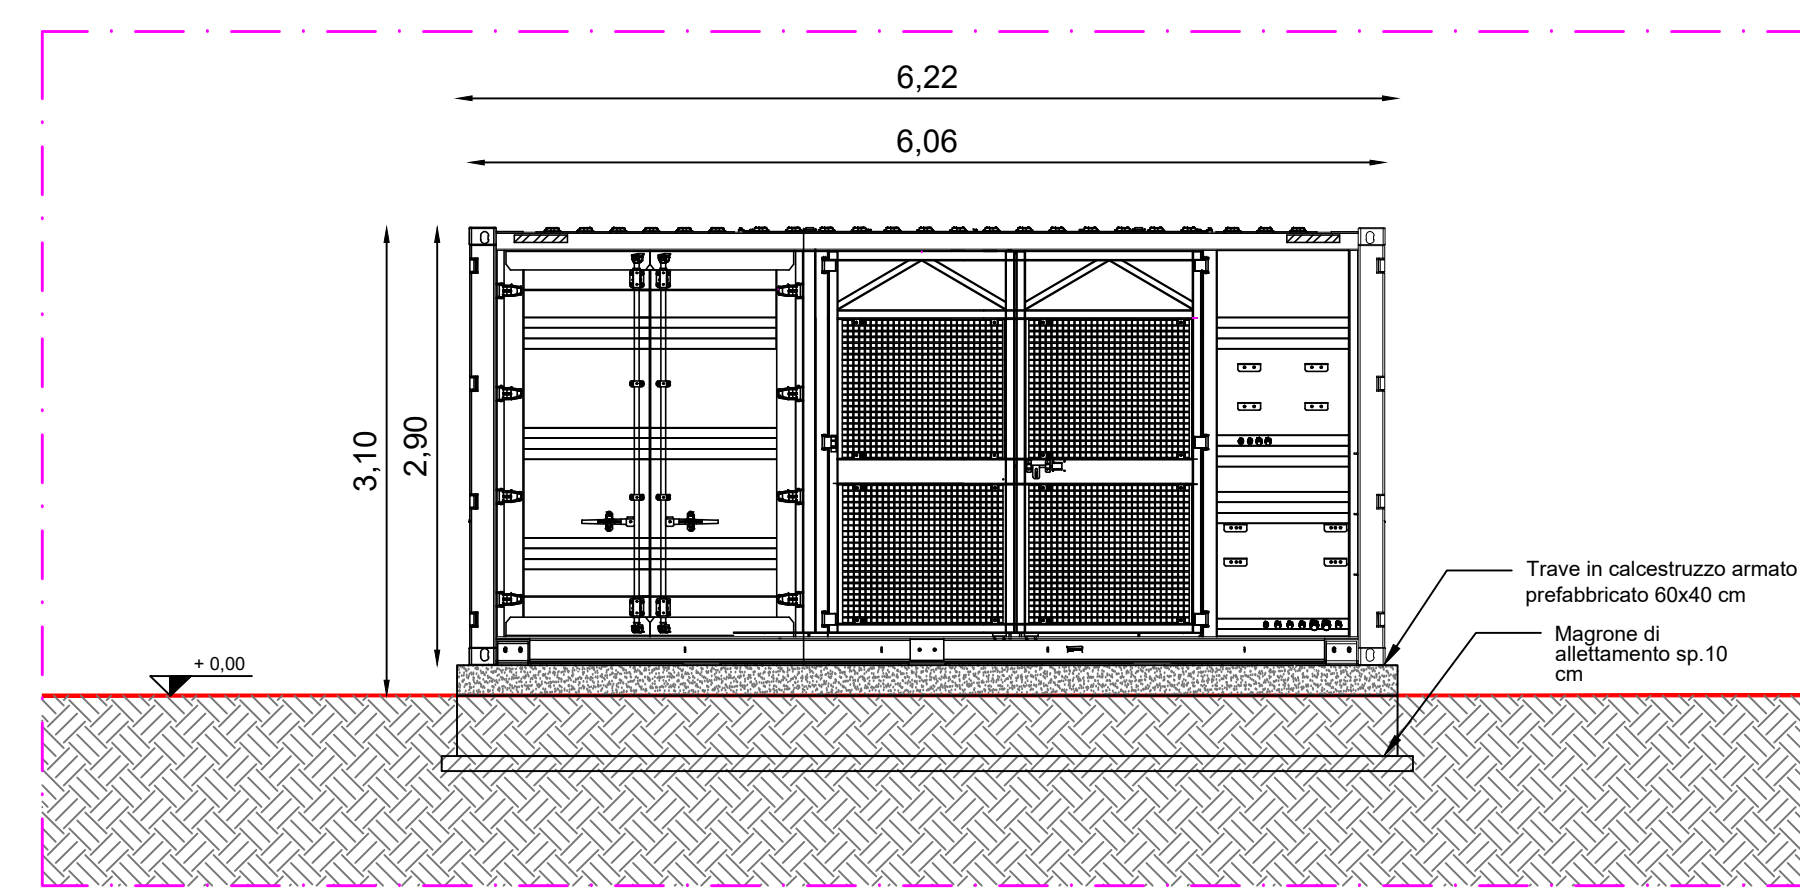 6,22
6,06
3,10
2,90
+ 0,00
Trave in calcestruzzo armato
prefabbricato 60x40 cm
Magrone di
allettamento sp.10
cm